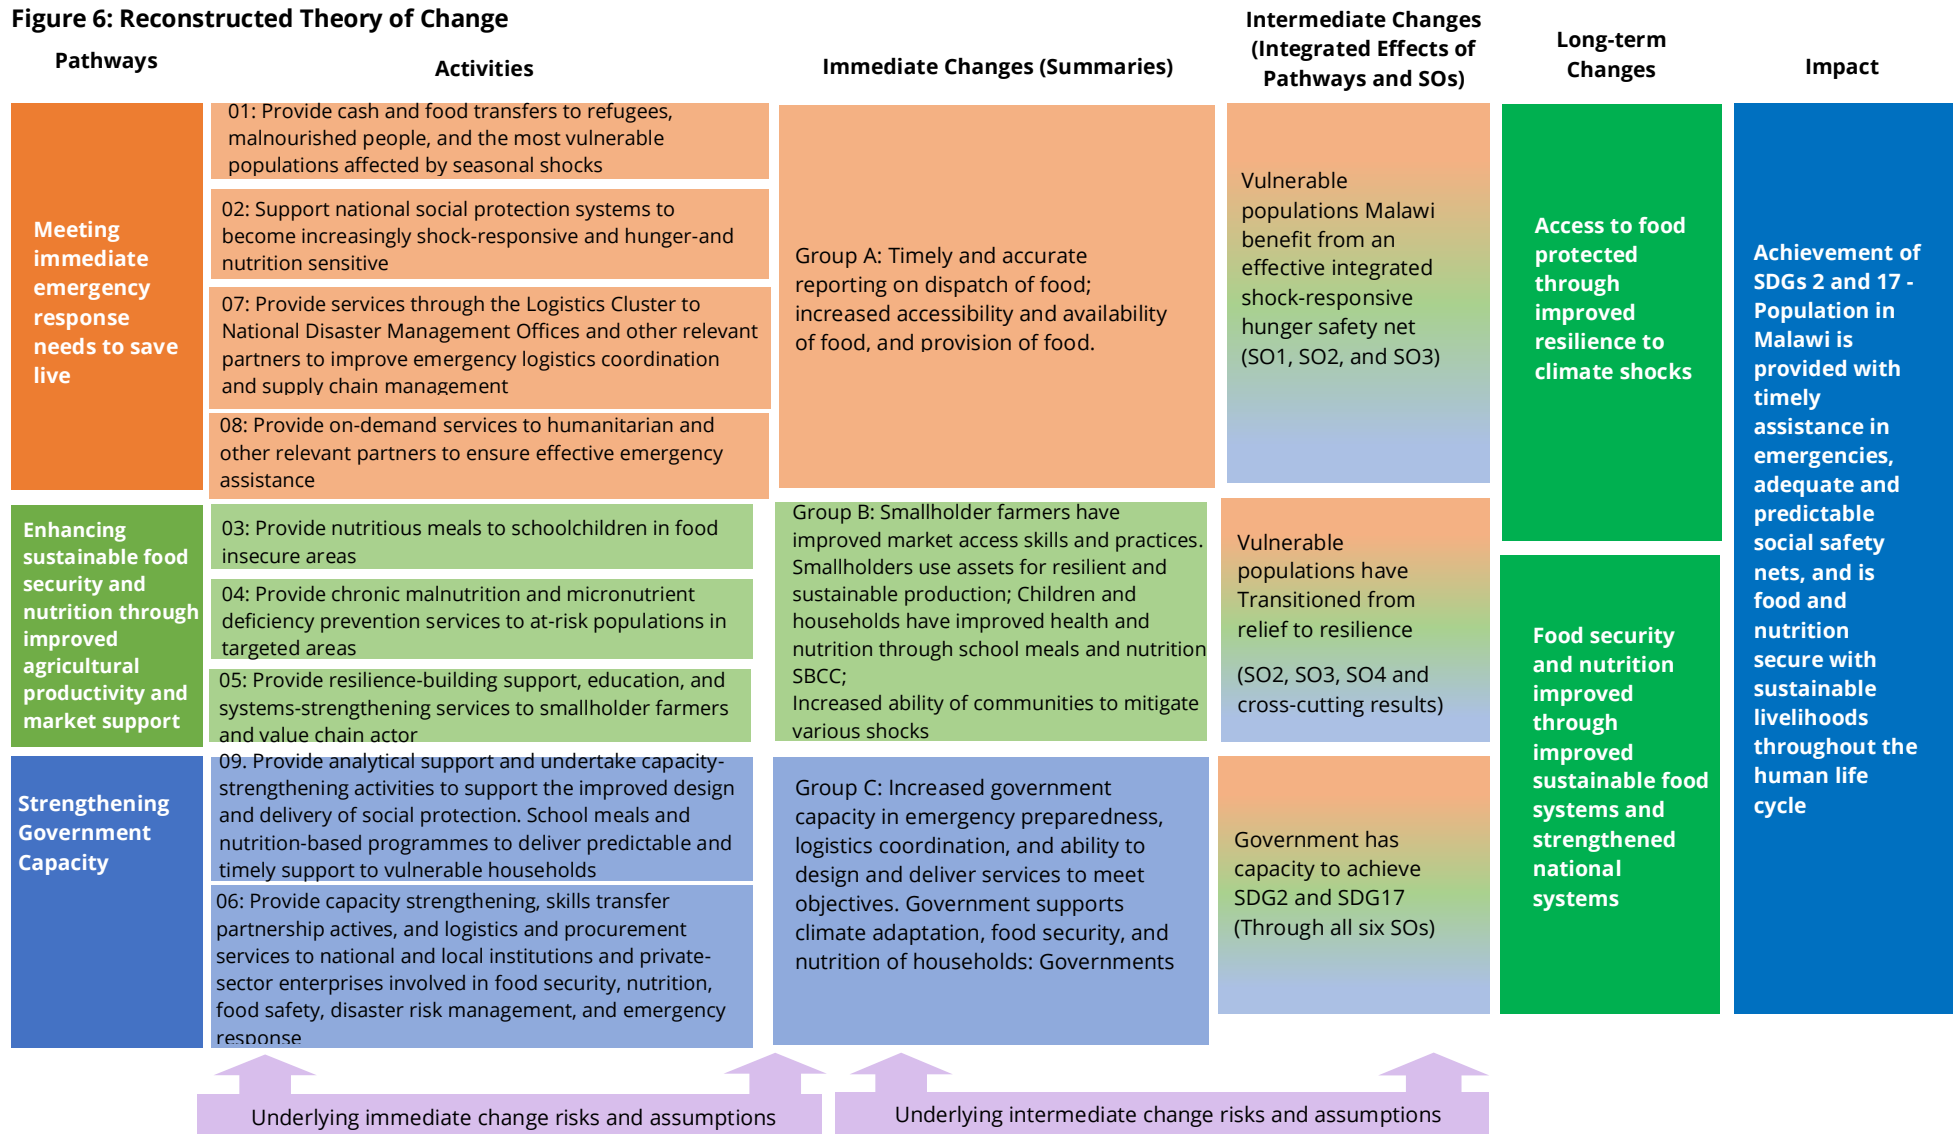 Figure 6: Reconstructed Theory of Change
Pathways
Activities
Immediate Changes (Summaries)
Intermediate Changes
(Integrated Effects of
Pathways and SOs)
Long-term
Changes
Impact
Meeting
immediate
emergency
response
needs to save
live
01: Provide cash and food transfers to refugees,
malnourished people, and the most vulnerable
populations affected by seasonal shocks
02: Support national social protection systems to
become increasingly shock-responsive and hunger-and
nutrition sensitive
07: Provide services through the Logistics Cluster to
National Disaster Management Offices and other relevant
partners to improve emergency logistics coordination
and supply chain management
08: Provide on-demand services to humanitarian and
other relevant partners to ensure effective emergency
assistance
Group A: Timely and accurate
reporting on dispatch of food;
increased accessibility and availability
of food, and provision of food.
Vulnerable
populations Malawi
benefit from an
effective integrated
shock-responsive
hunger safety net
(SO1, SO2, and SO3)
Access to food
protected
through
improved
resilience to
climate shocks
Achievement of
SDGs 2 and 17 -
Population in
Malawi is
provided with
timely
assistance in
emergencies,
adequate and
predictable
social safety
nets, and is
food and
nutrition
secure with
sustainable
livelihoods
throughout the
human life
cycle
Enhancing
sustainable food
security and
nutrition through
improved
agricultural
productivity and
market support
03: Provide nutritious meals to schoolchildren in food
insecure areas
04: Provide chronic malnutrition and micronutrient
deficiency prevention services to at-risk populations in
targeted areas
05: Provide resilience-building support, education, and
systems-strengthening services to smallholder farmers
and value chain actor
Group B: Smallholder farmers have
improved market access skills and practices.
Smallholders use assets for resilient and
sustainable production; Children and
households have improved health and
nutrition through school meals and nutrition
SBCC;
Increased ability of communities to mitigate
various shocks
Vulnerable
populations have
Transitioned from
relief to resilience
(SO2, SO3, SO4 and
cross-cutting results)
Food security
and nutrition
improved
through
improved
sustainable food
systems and
strengthened
national
systems
Strengthening
Government
Capacity
09. Provide analytical support and undertake capacity-
strengthening activities to support the improved design
and delivery of social protection. School meals and
nutrition-based programmes to deliver predictable and
timely support to vulnerable households
06: Provide capacity strengthening, skills transfer
partnership actives, and logistics and procurement
services to national and local institutions and private-
sector enterprises involved in food security, nutrition,
food safety, disaster risk management, and emergency
response
Group C: Increased government
capacity in emergency preparedness,
logistics coordination, and ability to
design and deliver services to meet
objectives. Government supports
climate adaptation, food security, and
nutrition of households: Governments
Government has
capacity to achieve
SDG2 and SDG17
(Through all six SOs)
Underlying immediate change risks and assumptions
Underlying intermediate change risks and assumptions